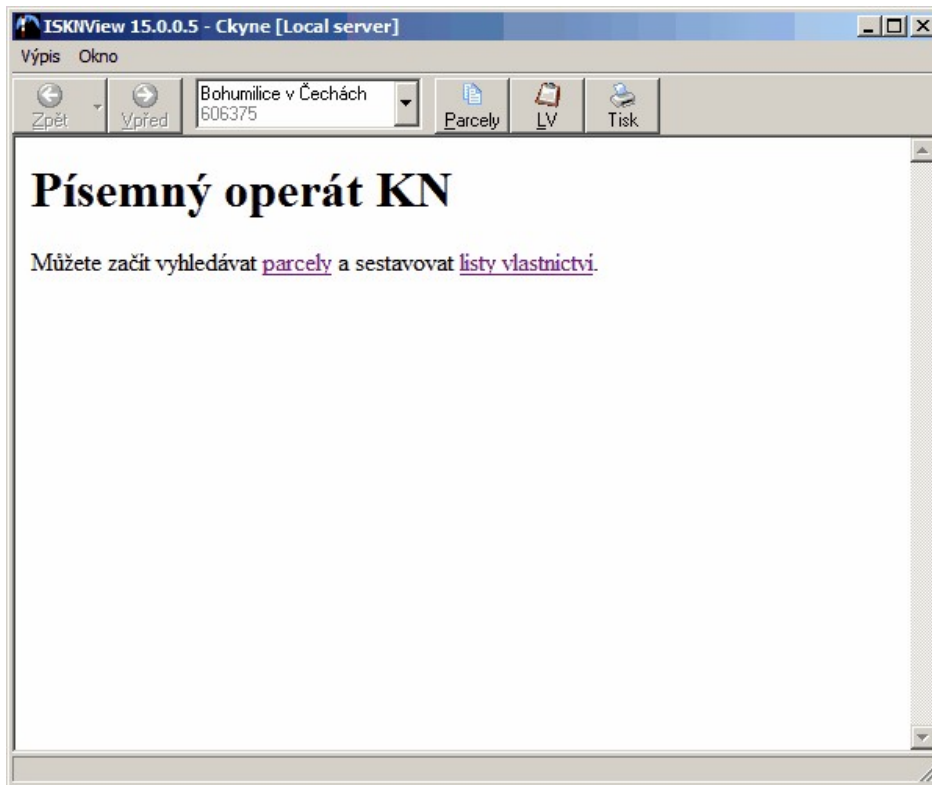 ISKNView 15.0.0.5 - Ckyne [Local server]
Výpis Okno
Zpět Vpřed Bohumilice v Čechách 606375 Parcely LV Tisk
Písemný operát KN
Můžete začít vyhledávat parcely a sestavovat listy vlastnictví.